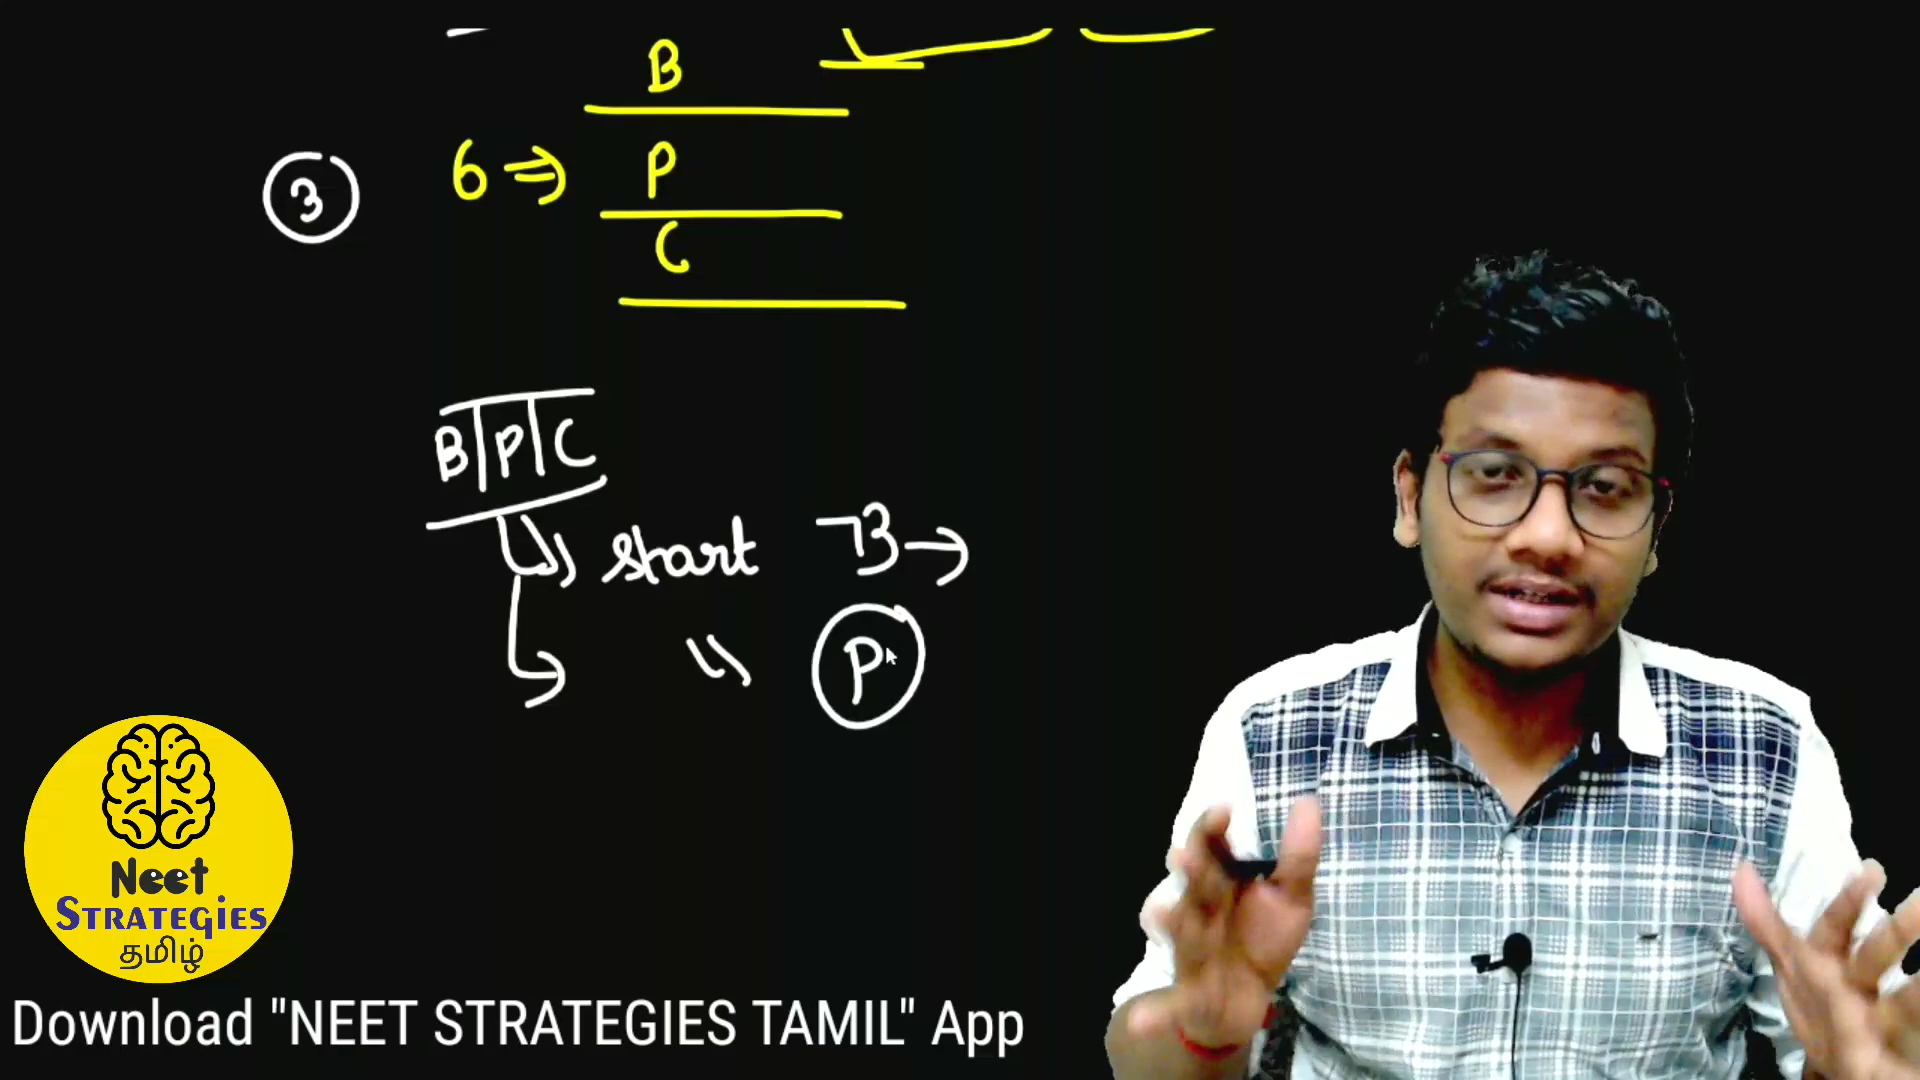 B
③ 6 ⇒ P
C
B|P|C
start 73 →
" P
Neet
STRATEGIES
தமிழ்
Download "NEET STRATEGIES TAMIL" App